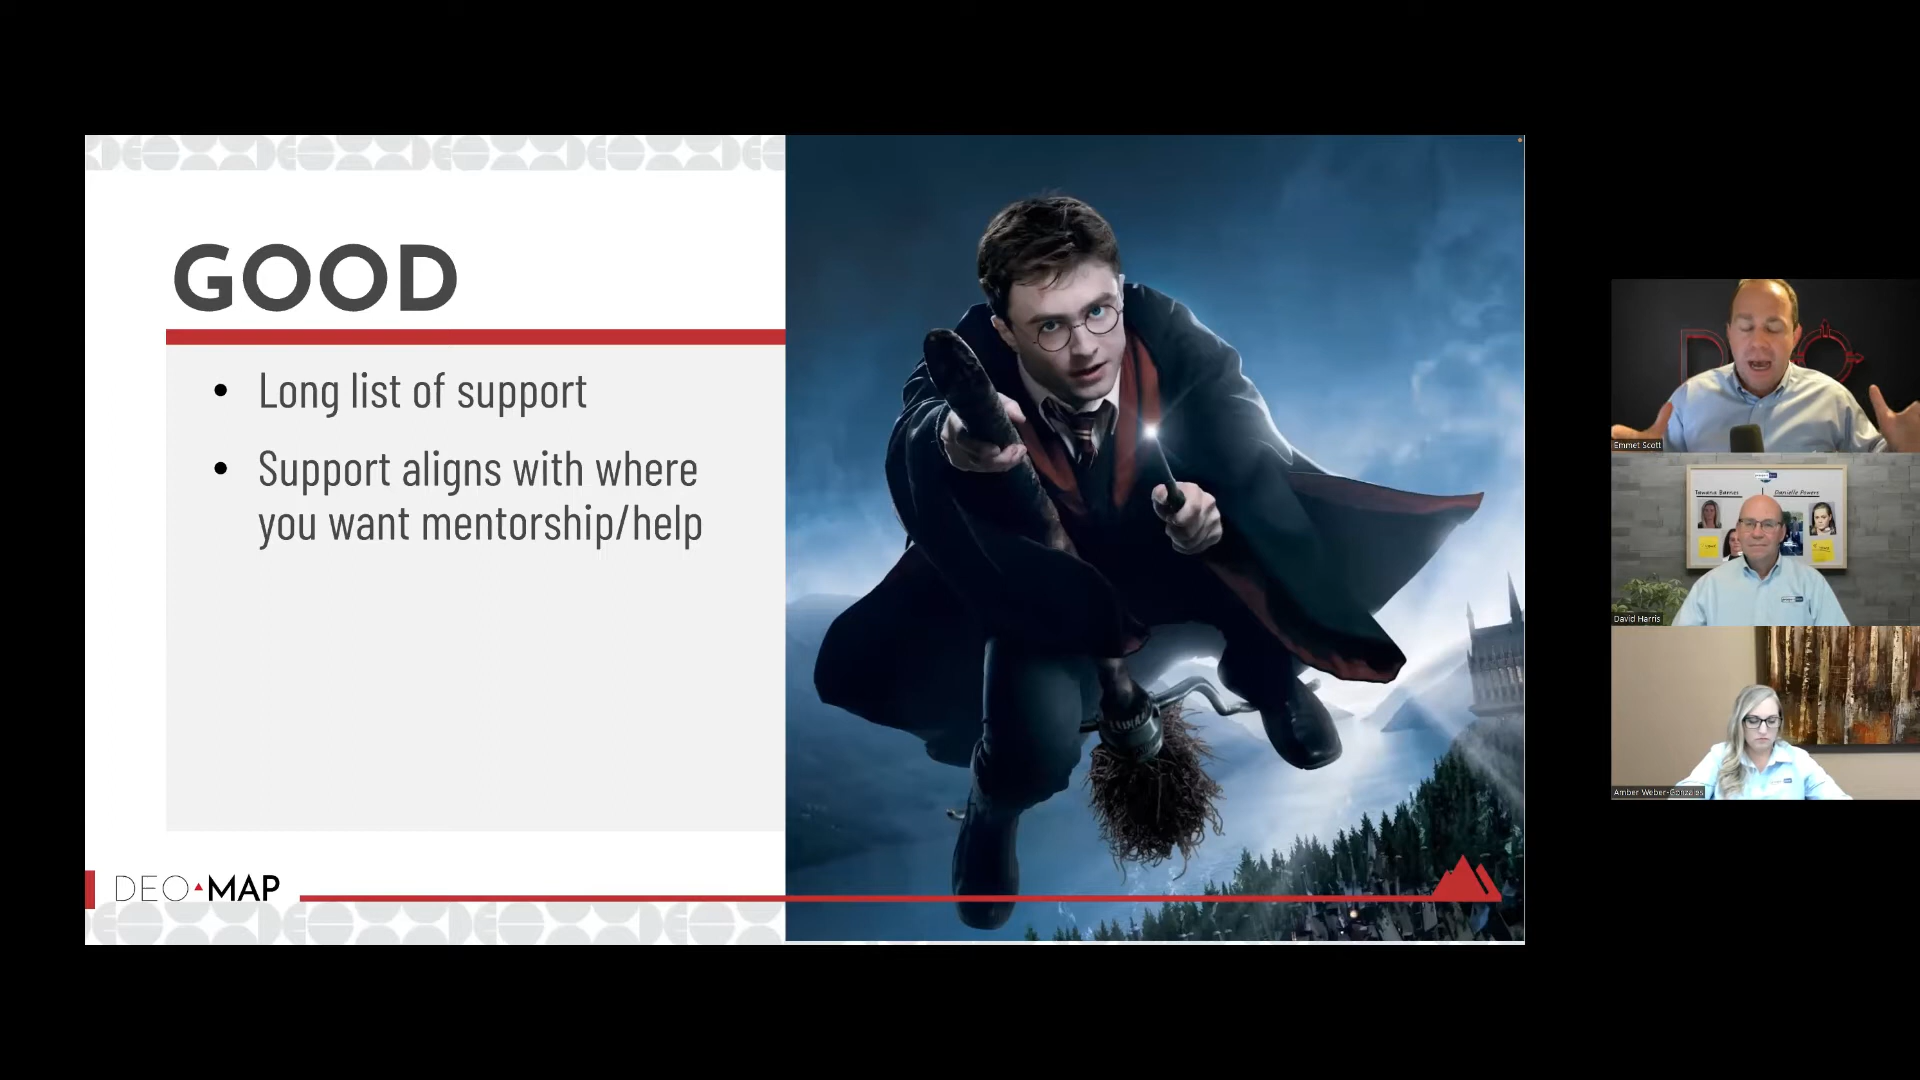 GOOD
• Long list of support
• Support aligns with where
you want mentorship/help
DEO MAP
Emmet Scott
Tawana Barnes
Danielle Powers
David Harris
Amber Weber-Gonzales